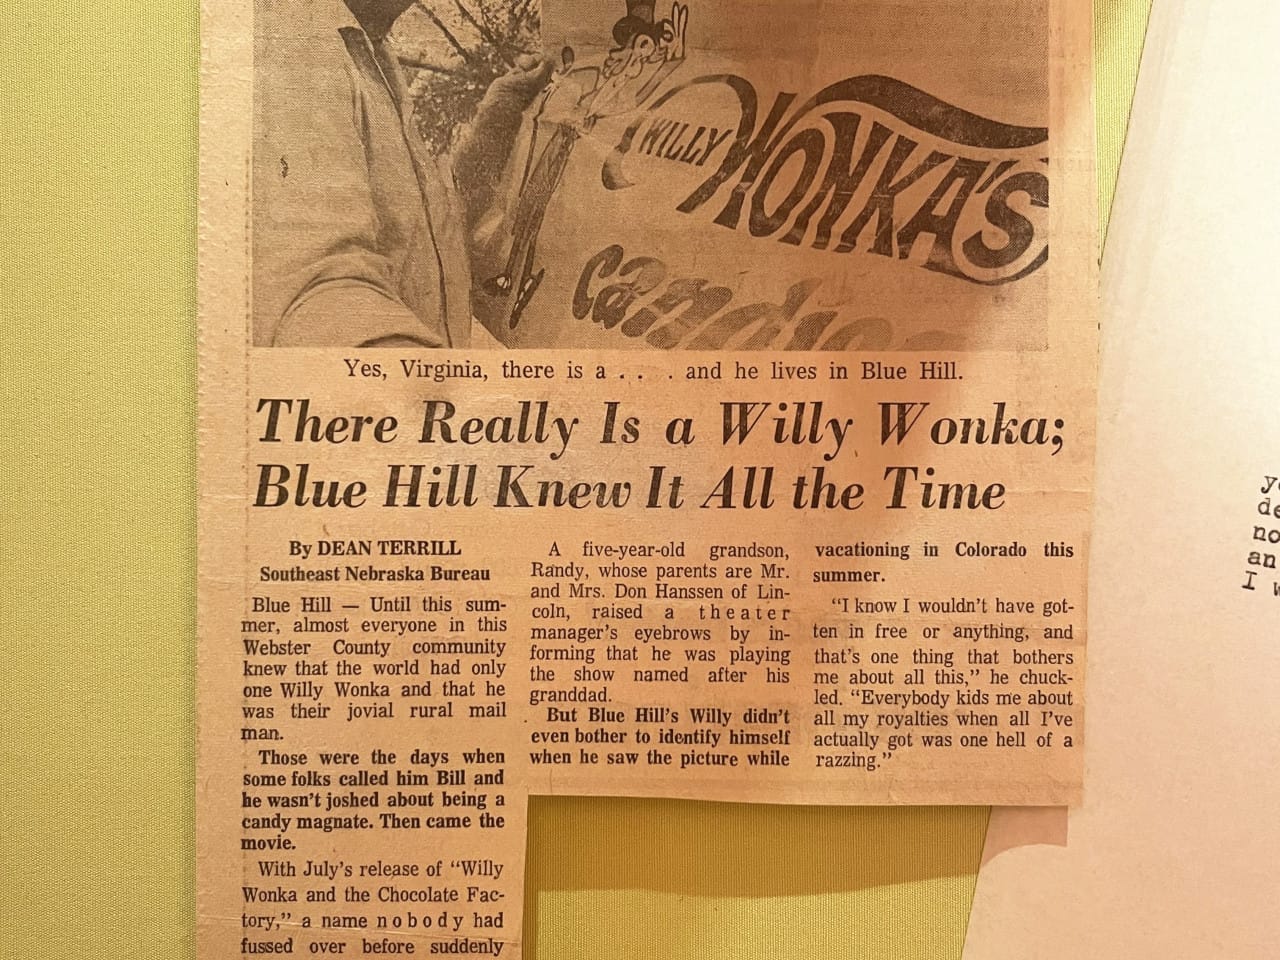 WILLY
WONKA'S
candies
Yes, Virginia, there is a . . . and he lives in Blue Hill.
There Really Is a Willy Wonka;
Blue Hill Knew It All the Time
By DEAN TERRILL
Southeast Nebraska Bureau
Blue Hill — Until this sum-
mer, almost everyone in this
Webster County community
knew that the world had only
one Willy Wonka and that he
was their jovial rural mail
man.
Those were the days when
some folks called him Bill and
he wasn't joshed about being a
candy magnate. Then came the
movie.
With July's release of "Willy
Wonka and the Chocolate Fac-
tory," a name nobody had
fussed over before suddenly
A five-year-old grandson,
Randy, whose parents are Mr.
and Mrs. Don Hanssen of Lin-
coln, raised a theater
manager's eyebrows by in-
forming that he was playing
the show named after his
granddad.
But Blue Hill's Willy didn't
even bother to identify himself
when he saw the picture while
vacationing in Colorado this
summer.
"I know I wouldn't have got-
ten in free or anything, and
that's one thing that bothers
me about all this," he chuck-
led. "Everybody kids me about
all my royalties when all I've
actually got was one hell of a
razzing."
I